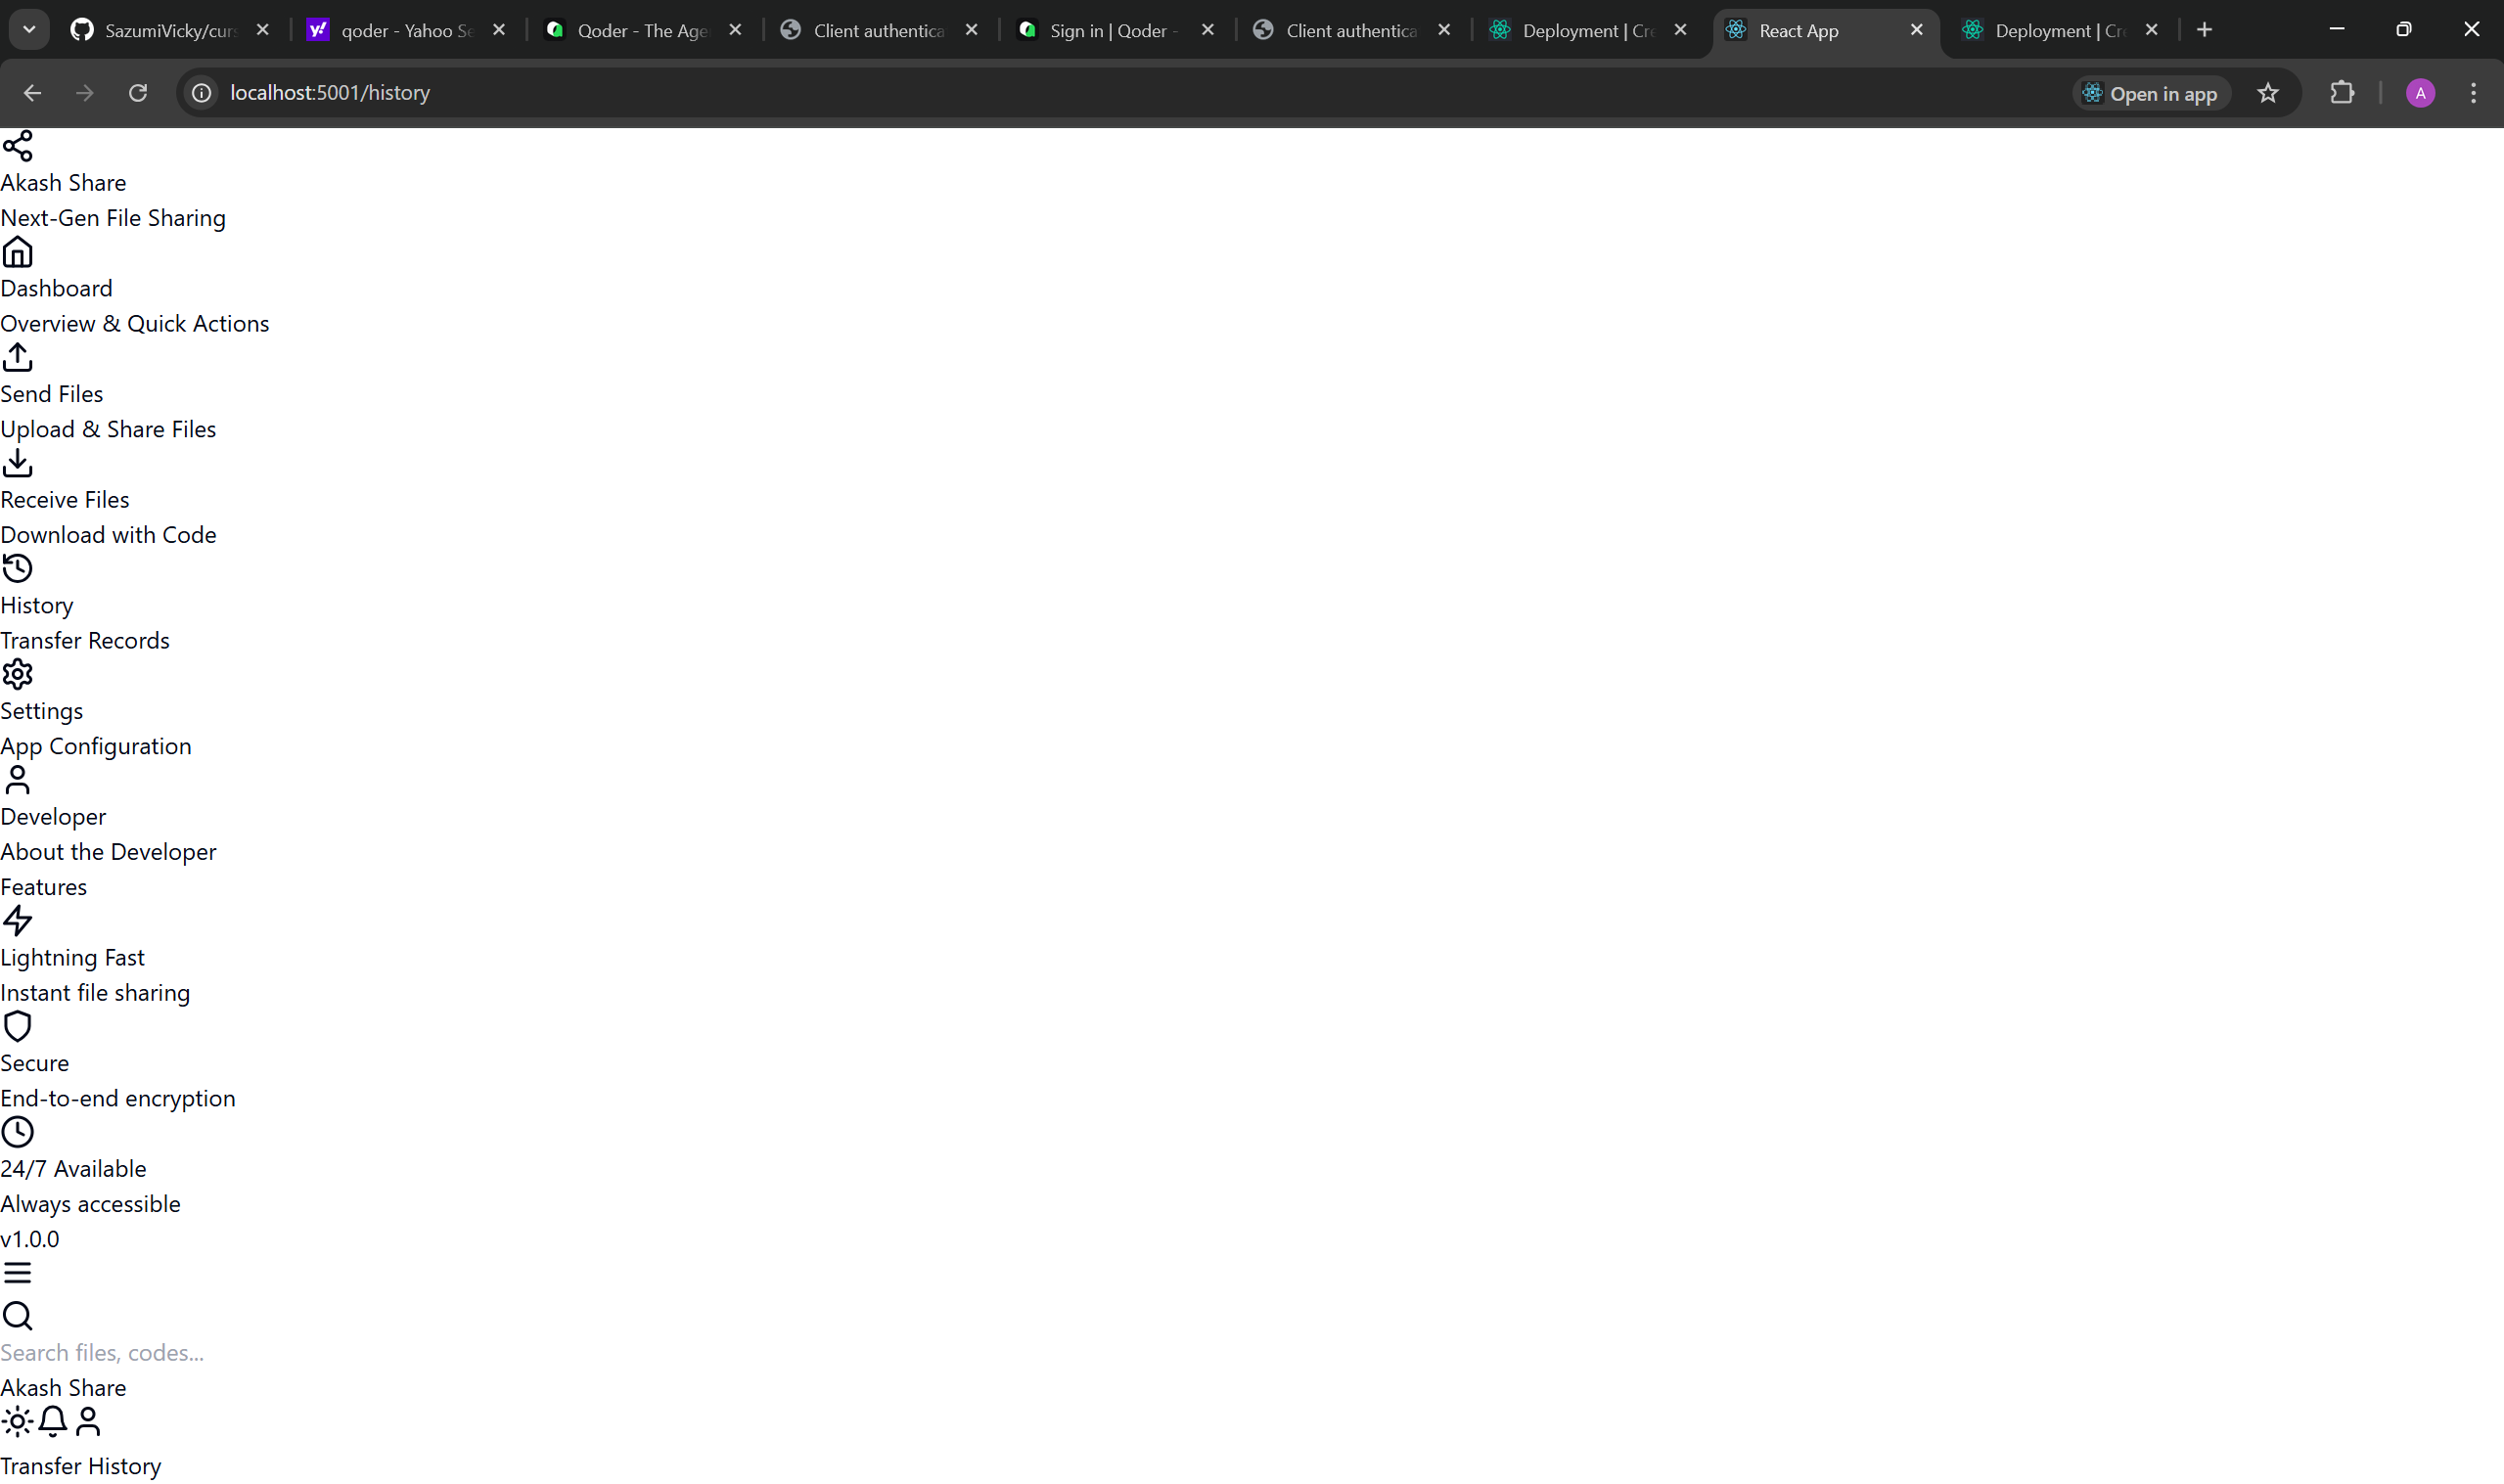 SazumiVicky/curs
qoder - Yahoo Se
Qoder - The Age
Client authentica
Sign in | Qoder -
Client authentica
Deployment | Cre
React App
Deployment | Cre
localhost:5001/history
Open in app
A
Akash Share
Next-Gen File Sharing
Dashboard
Overview & Quick Actions
Send Files
Upload & Share Files
Receive Files
Download with Code
History
Transfer Records
Settings
App Configuration
Developer
About the Developer
Features
Lightning Fast
Instant file sharing
Secure
End-to-end encryption
24/7 Available
Always accessible
v1.0.0
Search files, codes...
Akash Share
Transfer History